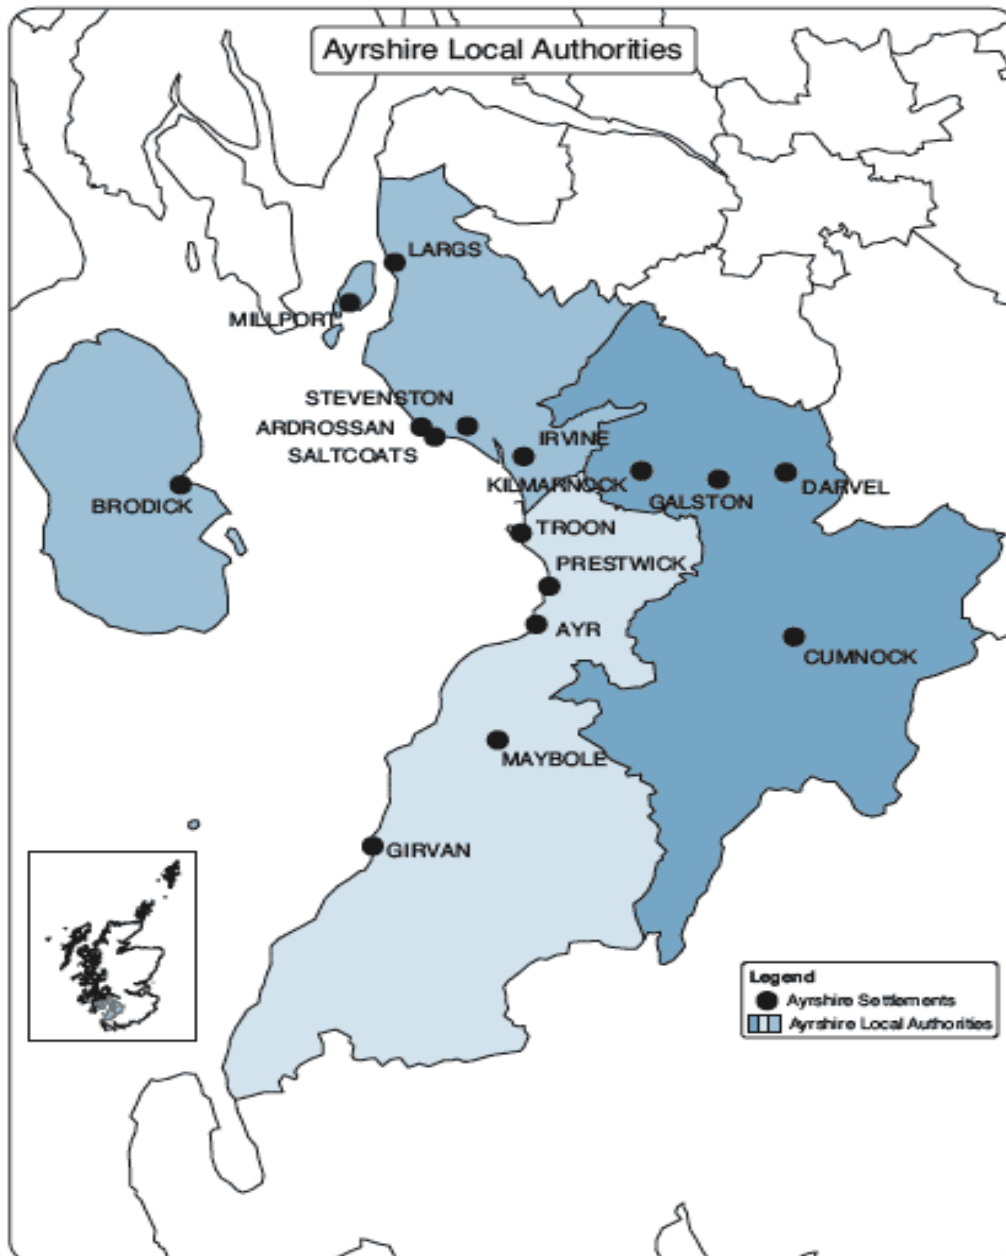 Ayrshire Local Authorities
LARGS
MILLPORT
STEVENSTON
ARDROSSAN
IRVINE
SALTCOATS
KILMARNOCK
DARVEL
GALSTON
BRODICK
TROON
PRESTWICK
AYR
CUMNOCK
MAYBOLE
GIRVAN
Legend
Ayrshire Settlements
Ayrshire Local Authorities